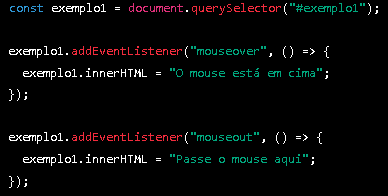 const exemplo1 = document.querySelector("#exemplo1");
exemplo1.addEventListener("mouseover", () => {
  exemplo1.innerHTML = "O mouse está em cima";
});
exemplo1.addEventListener("mouseout", () => {
  exemplo1.innerHTML = "Passe o mouse aqui";
});